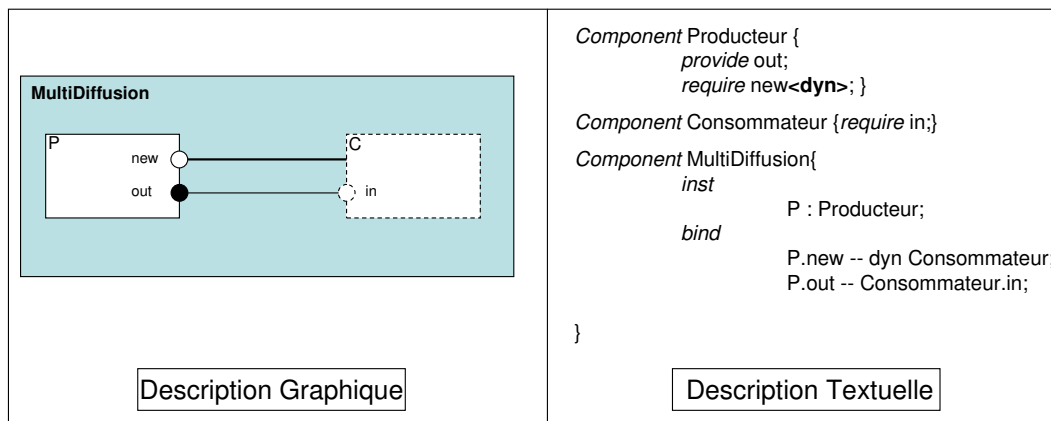 MultiDiffusion
P
new
out
C
in
Description Graphique
Component Producteur {
provide out;
require new<dyn>; }
Component Consommateur {require in;}
Component MultiDiffusion{
inst
P : Producteur;
bind
P.new -- dyn Consommateur;
P.out -- Consommateur.in;
}
Description Textuelle